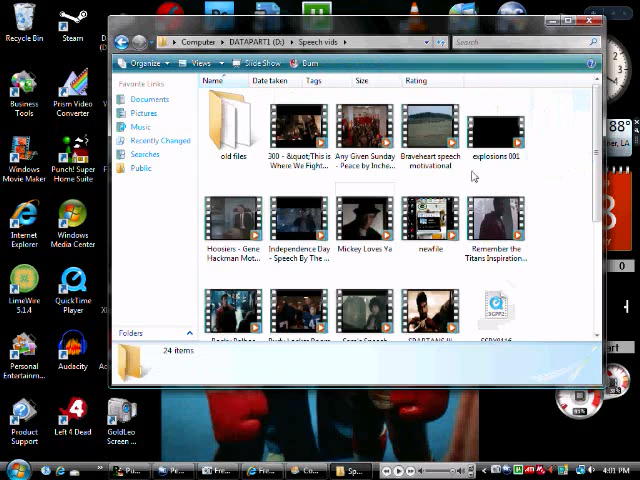 Recycle Bin
Steam
Business
Tools
Prism Video
Converter
Windows
Movie Maker
Punch! Super
Home Suite
Internet
Explorer
Windows
Media Center
LimeWire
5.1.4
QuickTime
Player
Personal
Entertainm...
Audacity
Product
Support
Left 4 Dead
GoldLeo
Screen ...
Computer DATAPART1 (D:) Speech vids
Search
Organize Views Slide Show Burn
Favorite Links
Documents
Pictures
Music
Recently Changed
Searches
Public
Folders
Name Date taken Tags Size Rating
old files
300 - &quot;This is
Where We Fight...
Any Given Sunday
- Peace by Inche...
Braveheart speech
motivational
explosions 001
Hoosiers - Gene
Hackman Mot...
Independence Day
- Speech By The ...
Mickey Loves Ya
newfile
Remember the
Titans Inspiration...
3GPP2
24 items
88°
4:01 PM